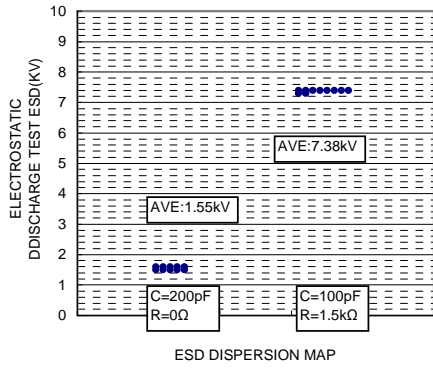 ELECTROSTATIC
DDISCHARGE TEST ESD(KV)
10
9
8
7
6
5
4
3
2
1
0
AVE:7.38kV
AVE:1.55kV
C=200pF
R=0Ω
C=100pF
R=1.5kΩ
ESD DISPERSION MAP